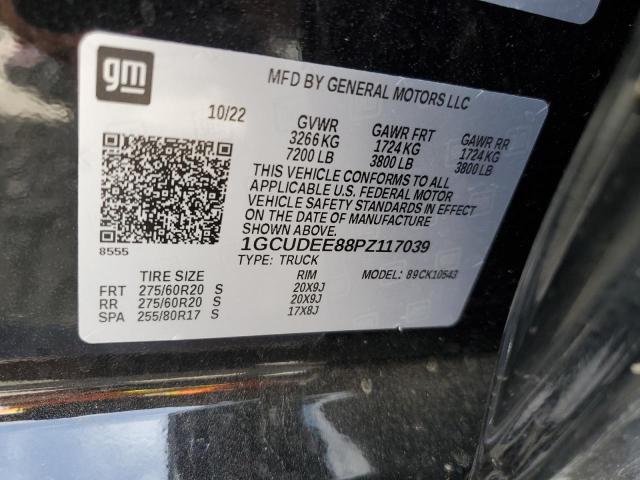 gm
MFD BY GENERAL MOTORS LLC
10/22 GVWR GAWR FRT GAWR RR
3266 KG 1724 KG 1724 KG
7200 LB 3800 LB 3800 LB
THIS VEHICLE CONFORMS TO ALL
APPLICABLE U.S. FEDERAL MOTOR
VEHICLE SAFETY STANDARDS IN EFFECT
ON THE DATE OF MANUFACTURE
SHOWN ABOVE.
8555 1GCUDEE88PZ117039
TYPE: TRUCK MODEL: 89CK10543
TIRE SIZE RIM
FRT 275/60R20 S 20X9J
RR 275/60R20 S 20X9J
SPA 255/80R17 S 17X8J